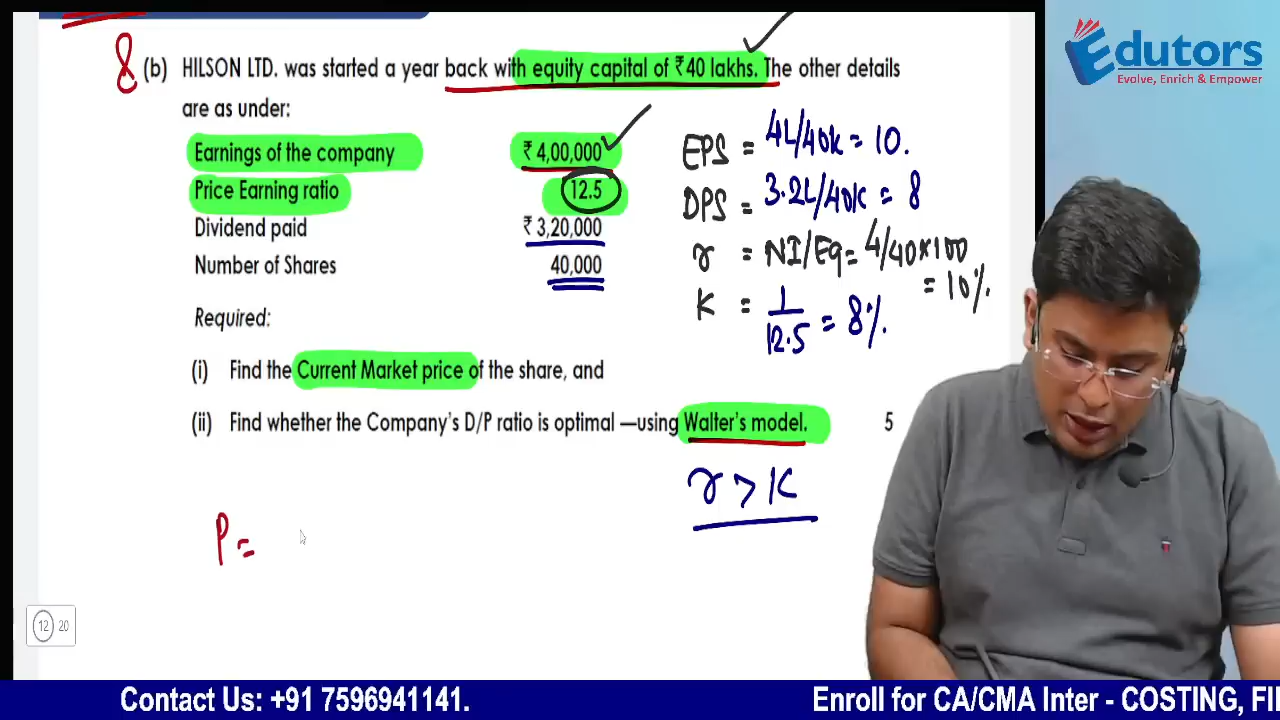 Edutors
Evolve, Enrich & Empower
8 (b) HILSON LTD. was started a year back with equity capital of ₹40 lakhs. The other details
are as under:
Earnings of the company ₹4,00,000
Price Earning ratio 12.5
Dividend paid ₹3,20,000
Number of Shares 40,000
EPS = 4L/40k = 10.
DPS = 3.2L/40k = 8
r = NI/Eq = 4/40×100
= 10%.
K = 1/12.5 = 8%
Required:
(i) Find the Current Market price of the share, and
(ii) Find whether the Company's D/P ratio is optimal —using Walter's model. 5
r > K
P =
12 20
Contact Us: +91 7596941141. Enroll for CA/CMA Inter - COSTING, FI